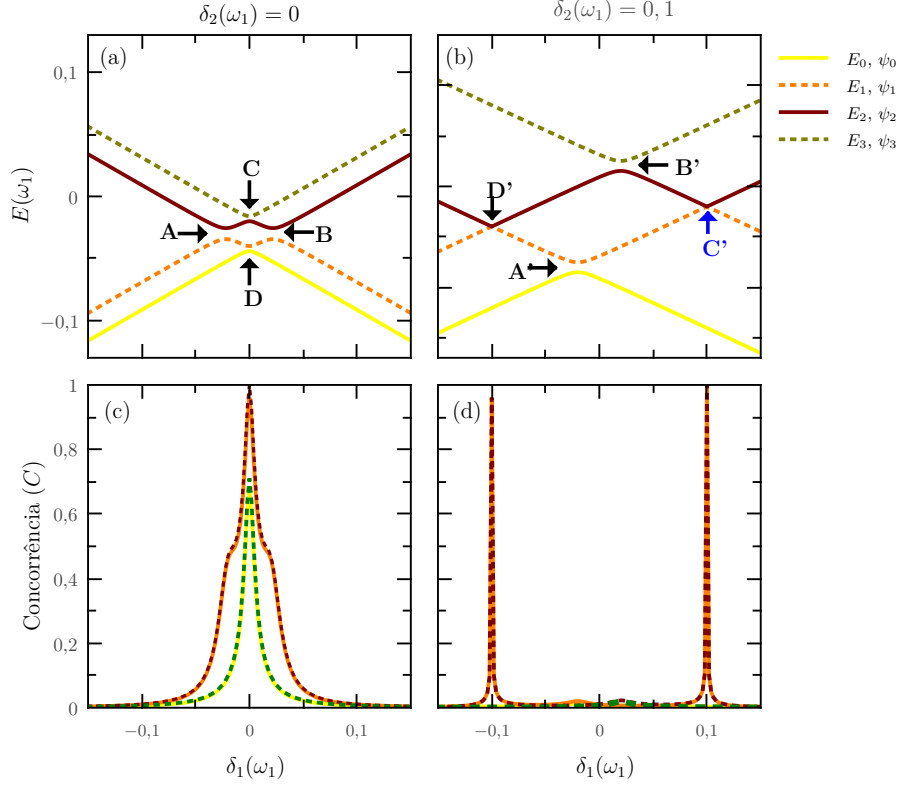 δ₂(ω₁) = 0
δ₂(ω₁) = 0, 1
(a)
(b)
E(ω₁)
0,1
0
−0,1
A
B
C
D
A'
B'
C'
D'
E₀, ψ₀
E₁, ψ₁
E₂, ψ₂
E₃, ψ₃
(c)
(d)
Concorrência (C)
1
0,8
0,6
0,4
0,2
0
−0,1
0
0,1
−0,1
0
0,1
δ₁(ω₁)
δ₁(ω₁)